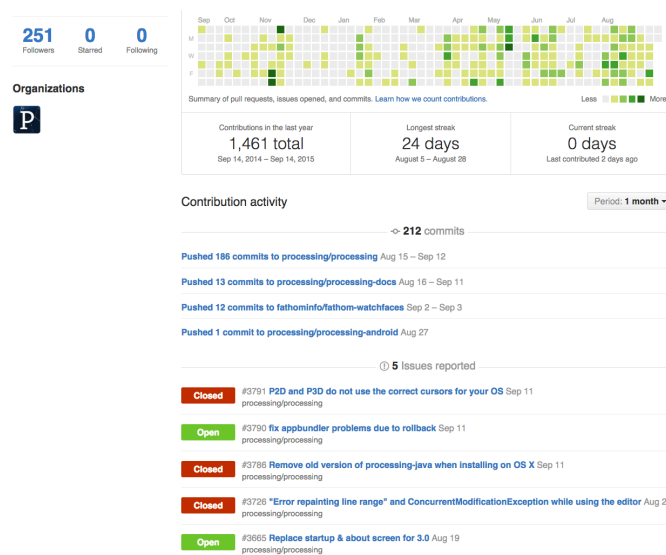 251 0 0
Followers Starred Following
Organizations
P
Sep Oct Nov Dec Jan Feb Mar Apr May Jun Jul Aug
M
W
F
Summary of pull requests, issues opened, and commits. Learn how we count contributions. Less More
Contributions in the last year
1,461 total
Sep 14, 2014 – Sep 14, 2015
Longest streak
24 days
August 5 – August 28
Current streak
0 days
Last contributed 2 days ago
Contribution activity
Period: 1 month
212 commits
Pushed 186 commits to processing/processing Aug 15 – Sep 12
Pushed 13 commits to processing/processing-docs Aug 16 – Sep 11
Pushed 12 commits to fathominfo/fathom-watchfaces Sep 2 – Sep 3
Pushed 1 commit to processing/processing-android Aug 27
5 Issues reported
Closed #3791 P2D and P3D do not use the correct cursors for your OS Sep 11
processing/processing
Open #3790 fix appbundler problems due to rollback Sep 11
processing/processing
Closed #3786 Remove old version of processing-java when installing on OS X Sep 11
processing/processing
Closed #3726 "Error repainting line range" and ConcurrentModificationException while using the editor Aug 2
processing/processing
Open #3665 Replace startup & about screen for 3.0 Aug 19
processing/processing